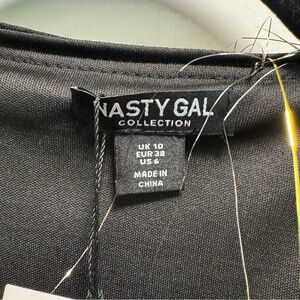 NASTY GAL
COLLECTION
UK 10
EUR 38
US 6
MADE IN
CHINA